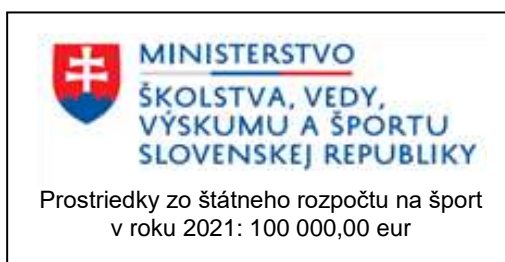 MINISTERSTVO
ŠKOLSTVA, VEDY,
VÝSKUMU A ŠPORTU
SLOVENSKEJ REPUBLIKY
Prostriedky zo štátneho rozpočtu na šport
v roku 2021: 100 000,00 eur